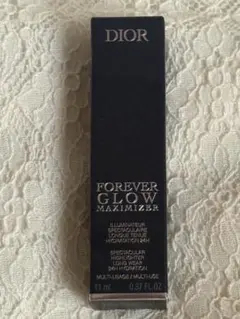 DIOR
FOREVER
GLOW
MAXIMIZER
ILLUMINATEUR
SPECTACULAIRE
LONGUE TENUE
HYDRATATION 24H
SPECTACULAR
HIGHLIGHTER
LONG WEAR
24H HYDRATION
MULTI-USAGE / MULTI-USE
11 ml 0.37 FL.OZ